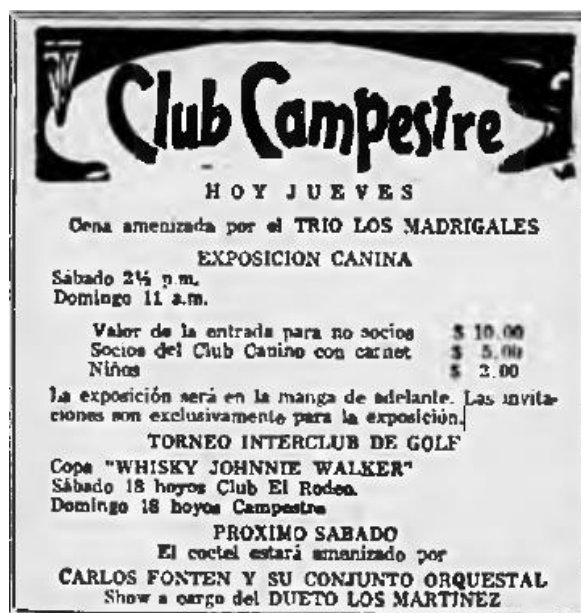 Club Campestre
HOY JUEVES
Cena amenizada por el TRIO LOS MADRIGALES
EXPOSICION CANINA
Sábado 2½ p.m.
Domingo 11 a.m.
Valor de la entrada para no socios $ 10.00
Socios del Club Canino con carnet $ 5.00
Niños $ 2.00
La exposición será en la manga de adelante. Las invita-
ciones son exclusivamente para la exposición.
TORNEO INTERCLUB DE GOLF
Copa "WHISKY JOHNNIE WALKER"
Sábado 18 hoyos Club El Rodeo.
Domingo 18 hoyos Campestre
PROXIMO SABADO
El coctel estará amenizado por
CARLOS FONTEN Y SU CONJUNTO ORQUESTAL
Show a cargo del DUETO LOS MARTINEZ